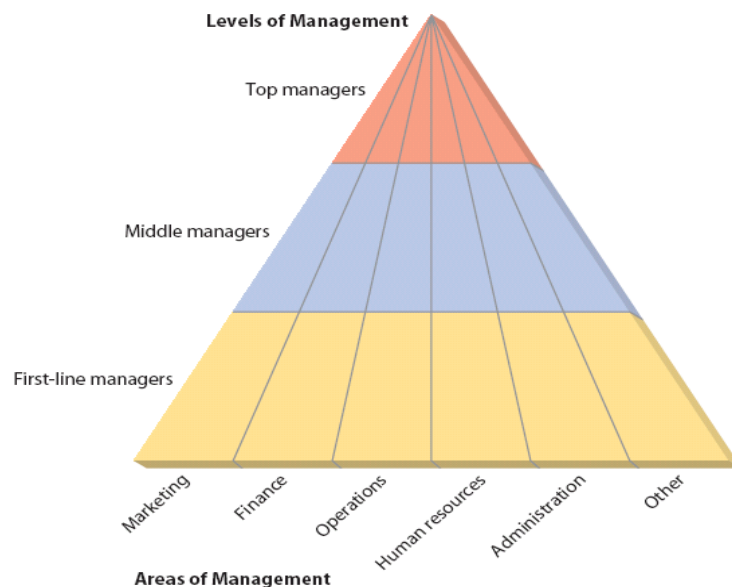 Levels of Management
Top managers
Middle managers
First-line managers
Marketing
Finance
Operations
Human resources
Administration
Other
Areas of Management